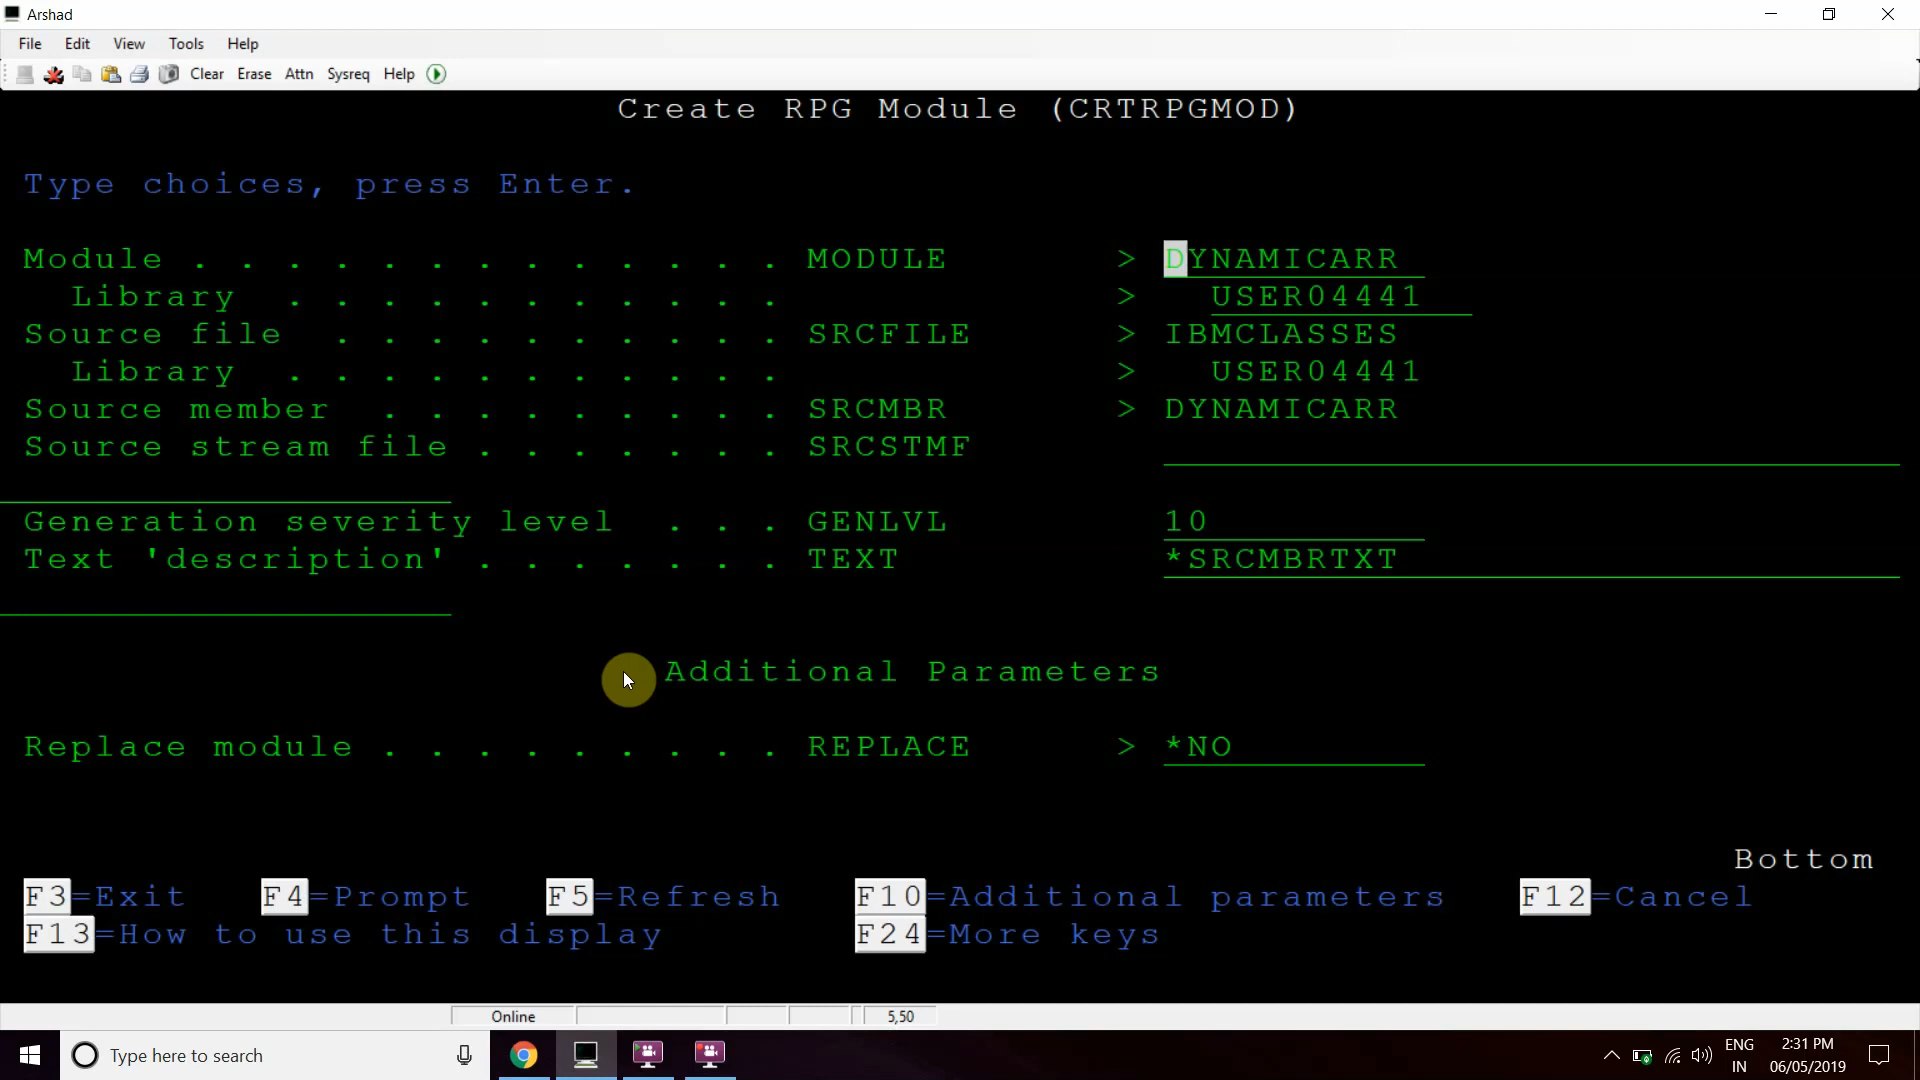 Arshad
File Edit View Tools Help
Clear Erase Attn Sysreq Help
Create RPG Module (CRTRPGMOD)
Type choices, press Enter.
Module . . . . . . . . . . . . . MODULE > DYNAMICARR
Library . . . . . . . . . . . > USER04441
Source file . . . . . . . . . . SRCFILE > IBMCLASSES
Library . . . . . . . . . . . > USER04441
Source member . . . . . . . . . SRCMBR > DYNAMICARR
Source stream file . . . . . . . SRCSTMF
Generation severity level . . . GENLVL 10
Text 'description' . . . . . . . TEXT *SRCMBRTXT
Additional Parameters
Replace module . . . . . . . . . REPLACE > *NO
Bottom
F3=Exit F4=Prompt F5=Refresh F10=Additional parameters F12=Cancel
F13=How to use this display F24=More keys
Online 5,50
Type here to search
ENG
IN
2:31 PM
06/05/2019